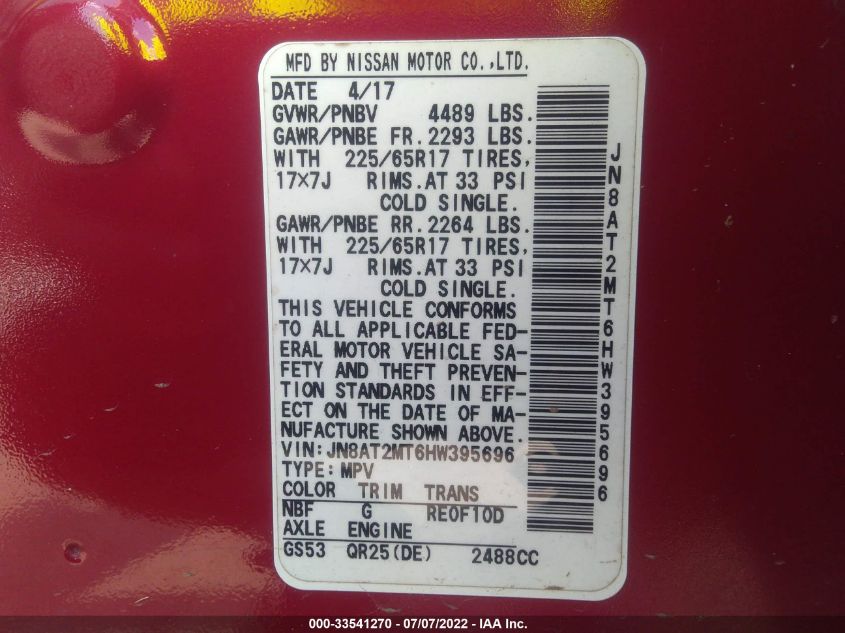 MFD BY NISSAN MOTOR CO.,LTD.
DATE 4/17
GVWR/PNBV 4489 LBS.
GAWR/PNBE FR. 2293 LBS.
WITH 225/65R17 TIRES,
17×7J RIMS. AT 33 PSI
COLD SINGLE.
GAWR/PNBE RR. 2264 LBS.
WITH 225/65R17 TIRES,
17×7J RIMS. AT 33 PSI
COLD SINGLE.
THIS VEHICLE CONFORMS
TO ALL APPLICABLE FED-
ERAL MOTOR VEHICLE SA-
FETY AND THEFT PREVEN-
TION STANDARDS IN EFF-
ECT ON THE DATE OF MA-
NUFACTURE SHOWN ABOVE.
VIN: JN8AT2MT6HW395696
TYPE: MPV
COLOR TRIM TRANS
NBF G RE0F10D
AXLE ENGINE
GS53 QR25(DE) 2488CC
JN8AT2MT6HW395696
000-33541270 - 07/07/2022 - IAA Inc.